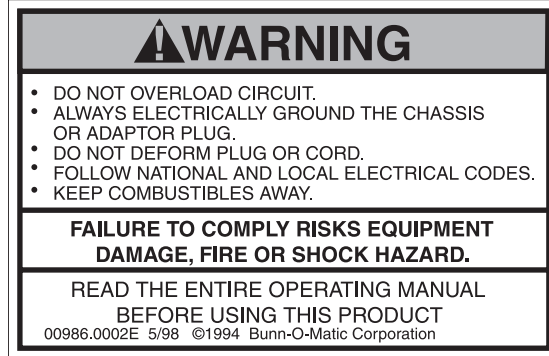 WARNING
• DO NOT OVERLOAD CIRCUIT.
• ALWAYS ELECTRICALLY GROUND THE CHASSIS
OR ADAPTOR PLUG.
• DO NOT DEFORM PLUG OR CORD.
• FOLLOW NATIONAL AND LOCAL ELECTRICAL CODES.
• KEEP COMBUSTIBLES AWAY.
FAILURE TO COMPLY RISKS EQUIPMENT
DAMAGE, FIRE OR SHOCK HAZARD.
READ THE ENTIRE OPERATING MANUAL
BEFORE USING THIS PRODUCT
00986.0002E 5/98 ©1994 Bunn-O-Matic Corporation